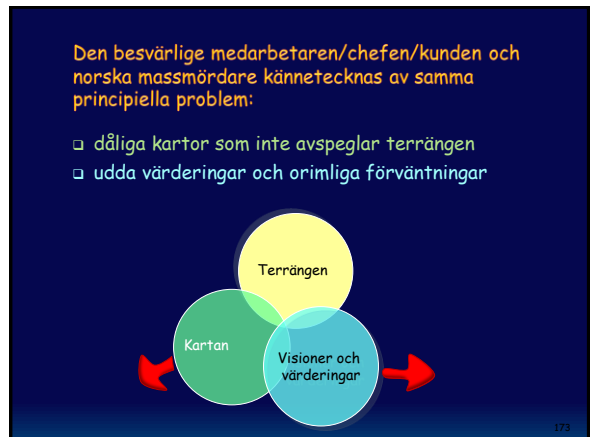 Den besvärlige medarbetaren/chefen/kunden och
norska massmördare kännetecknas av samma
principiella problem:
❑ dåliga kartor som inte avspeglar terrängen
❑ udda värderingar och orimliga förväntningar
Terrängen
Kartan
Visioner och
värderingar
173